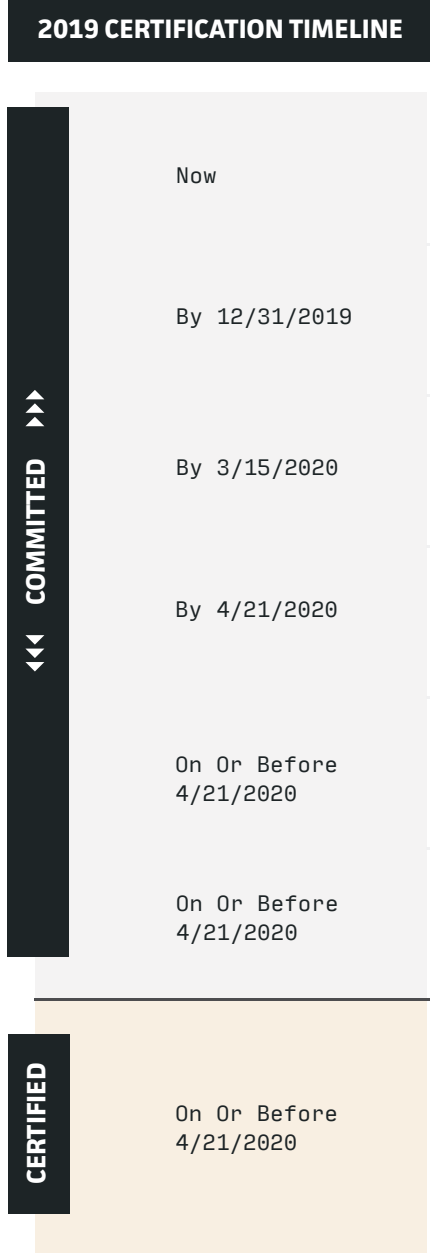 2019 CERTIFICATION TIMELINE
COMMITTED
Now
By 12/31/2019
By 3/15/2020
By 4/21/2020
On Or Before
4/21/2020
On Or Before
4/21/2020
CERTIFIED
On Or Before
4/21/2020